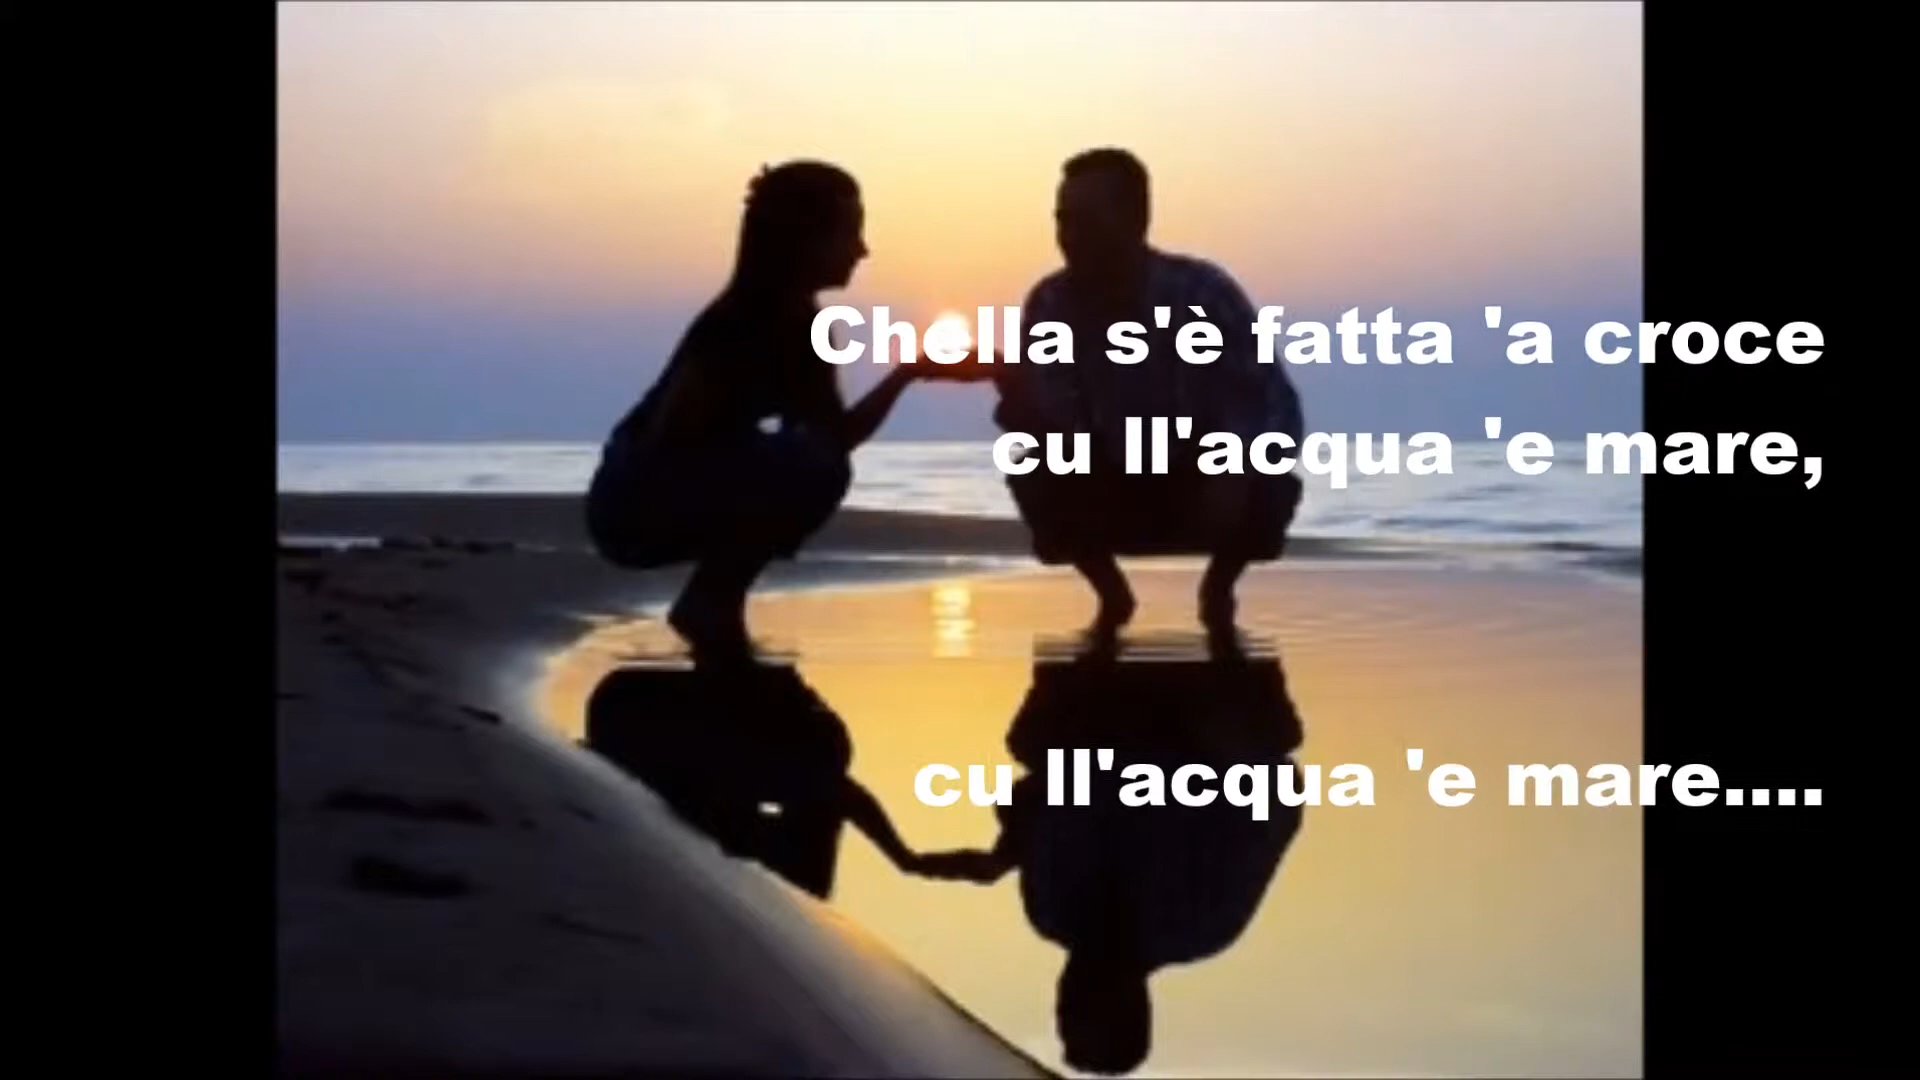 Chella s'è fatta 'a croce
cu ll'acqua 'e mare,
cu ll'acqua 'e mare....